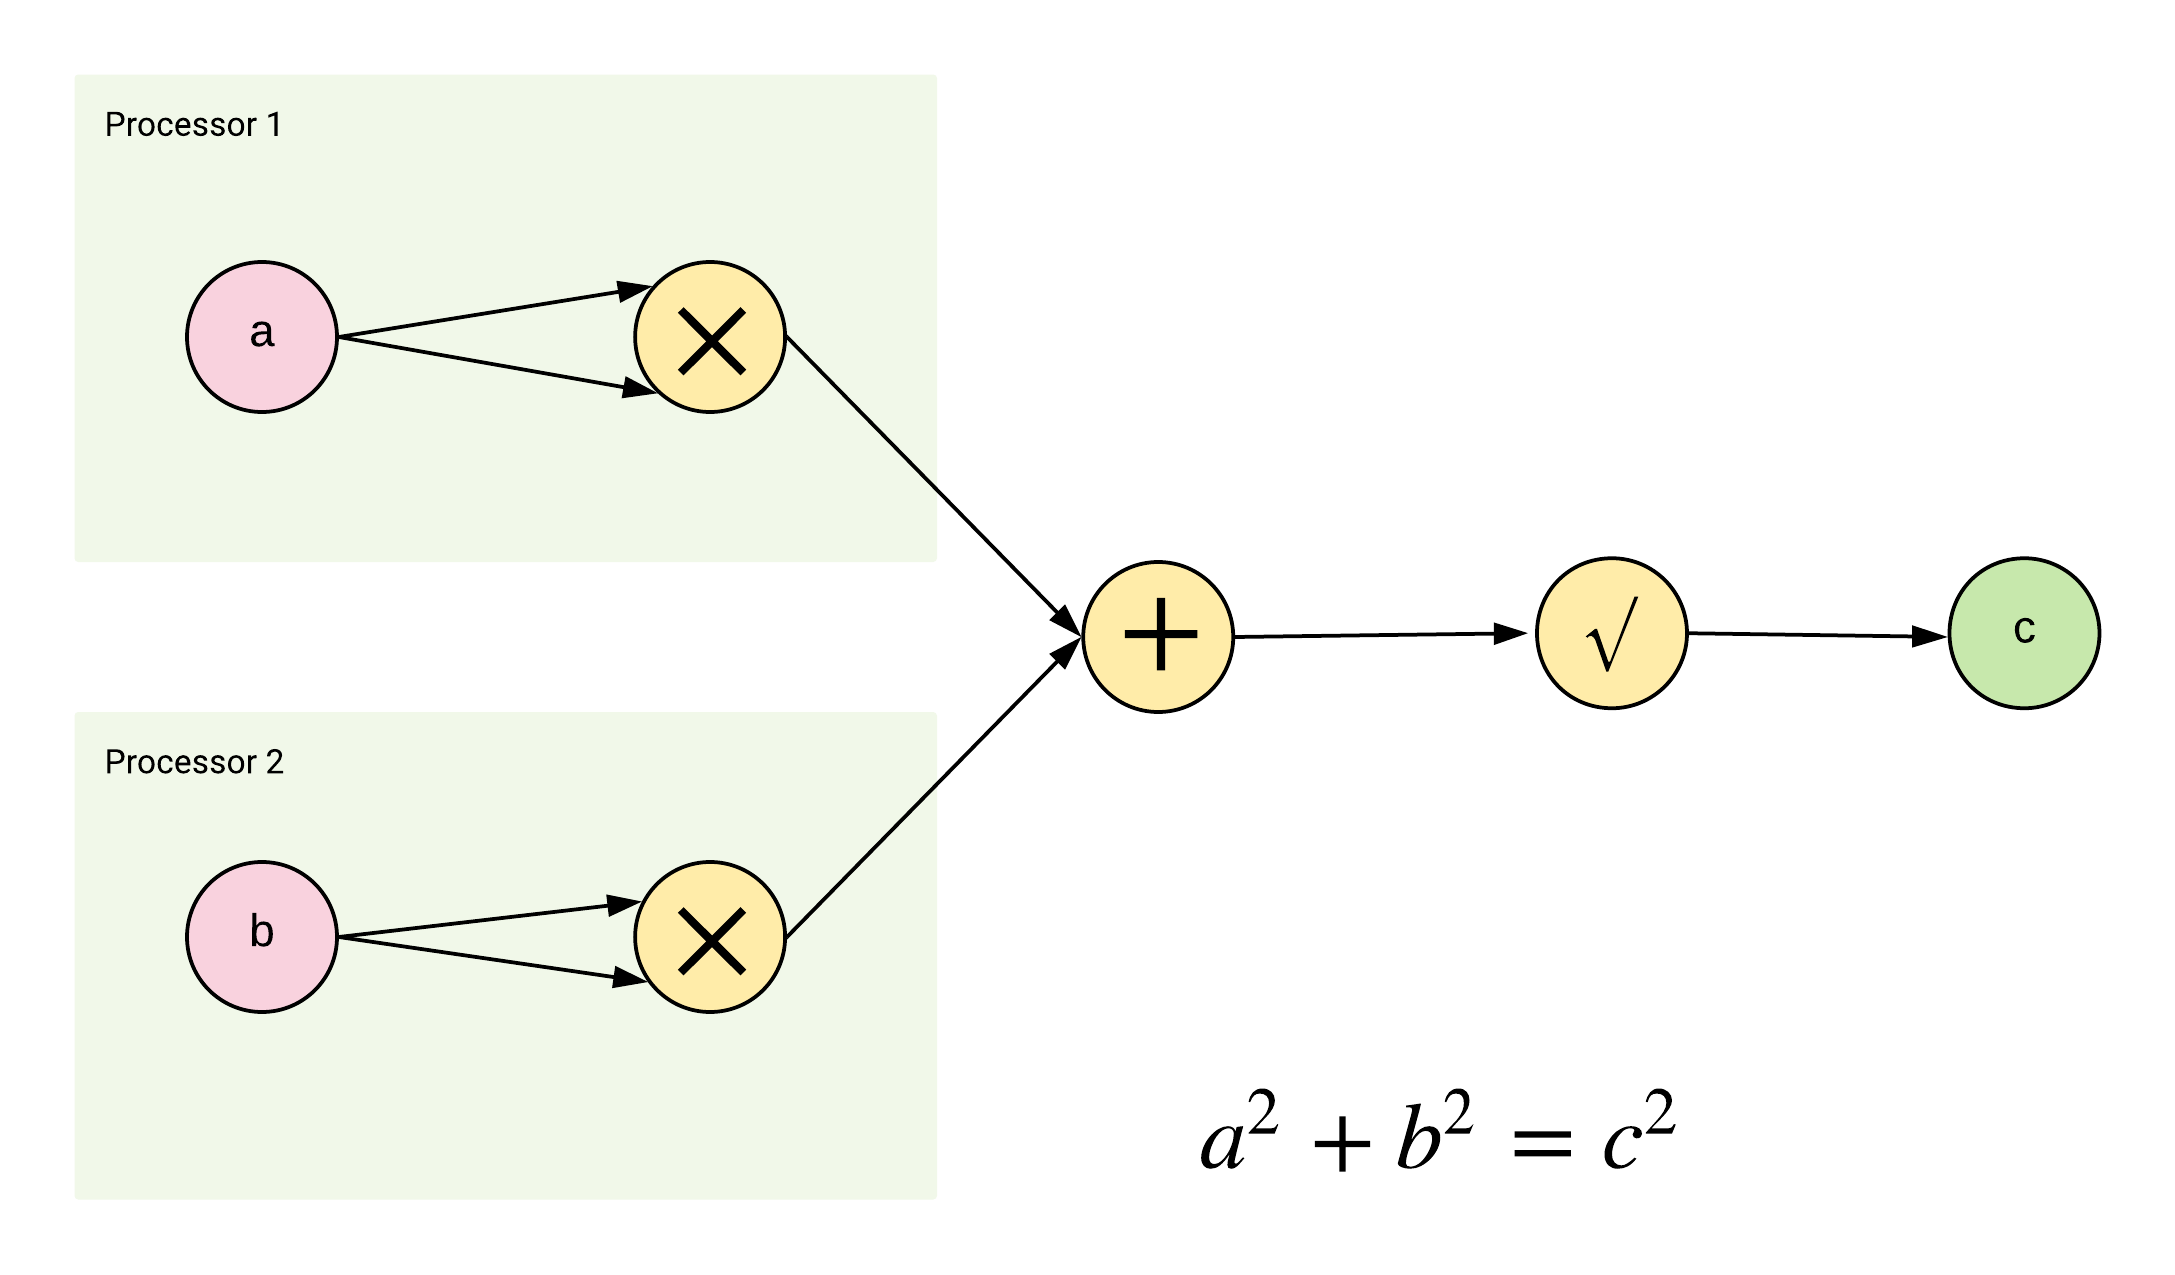 Processor 1
a
×
+
√
c
Processor 2
b
×
a² + b² = c²